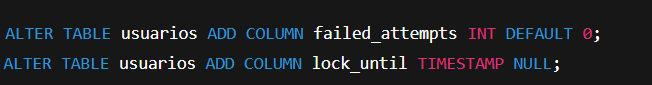 ALTER TABLE usuarios ADD COLUMN failed_attempts INT DEFAULT 0;
ALTER TABLE usuarios ADD COLUMN lock_until TIMESTAMP NULL;